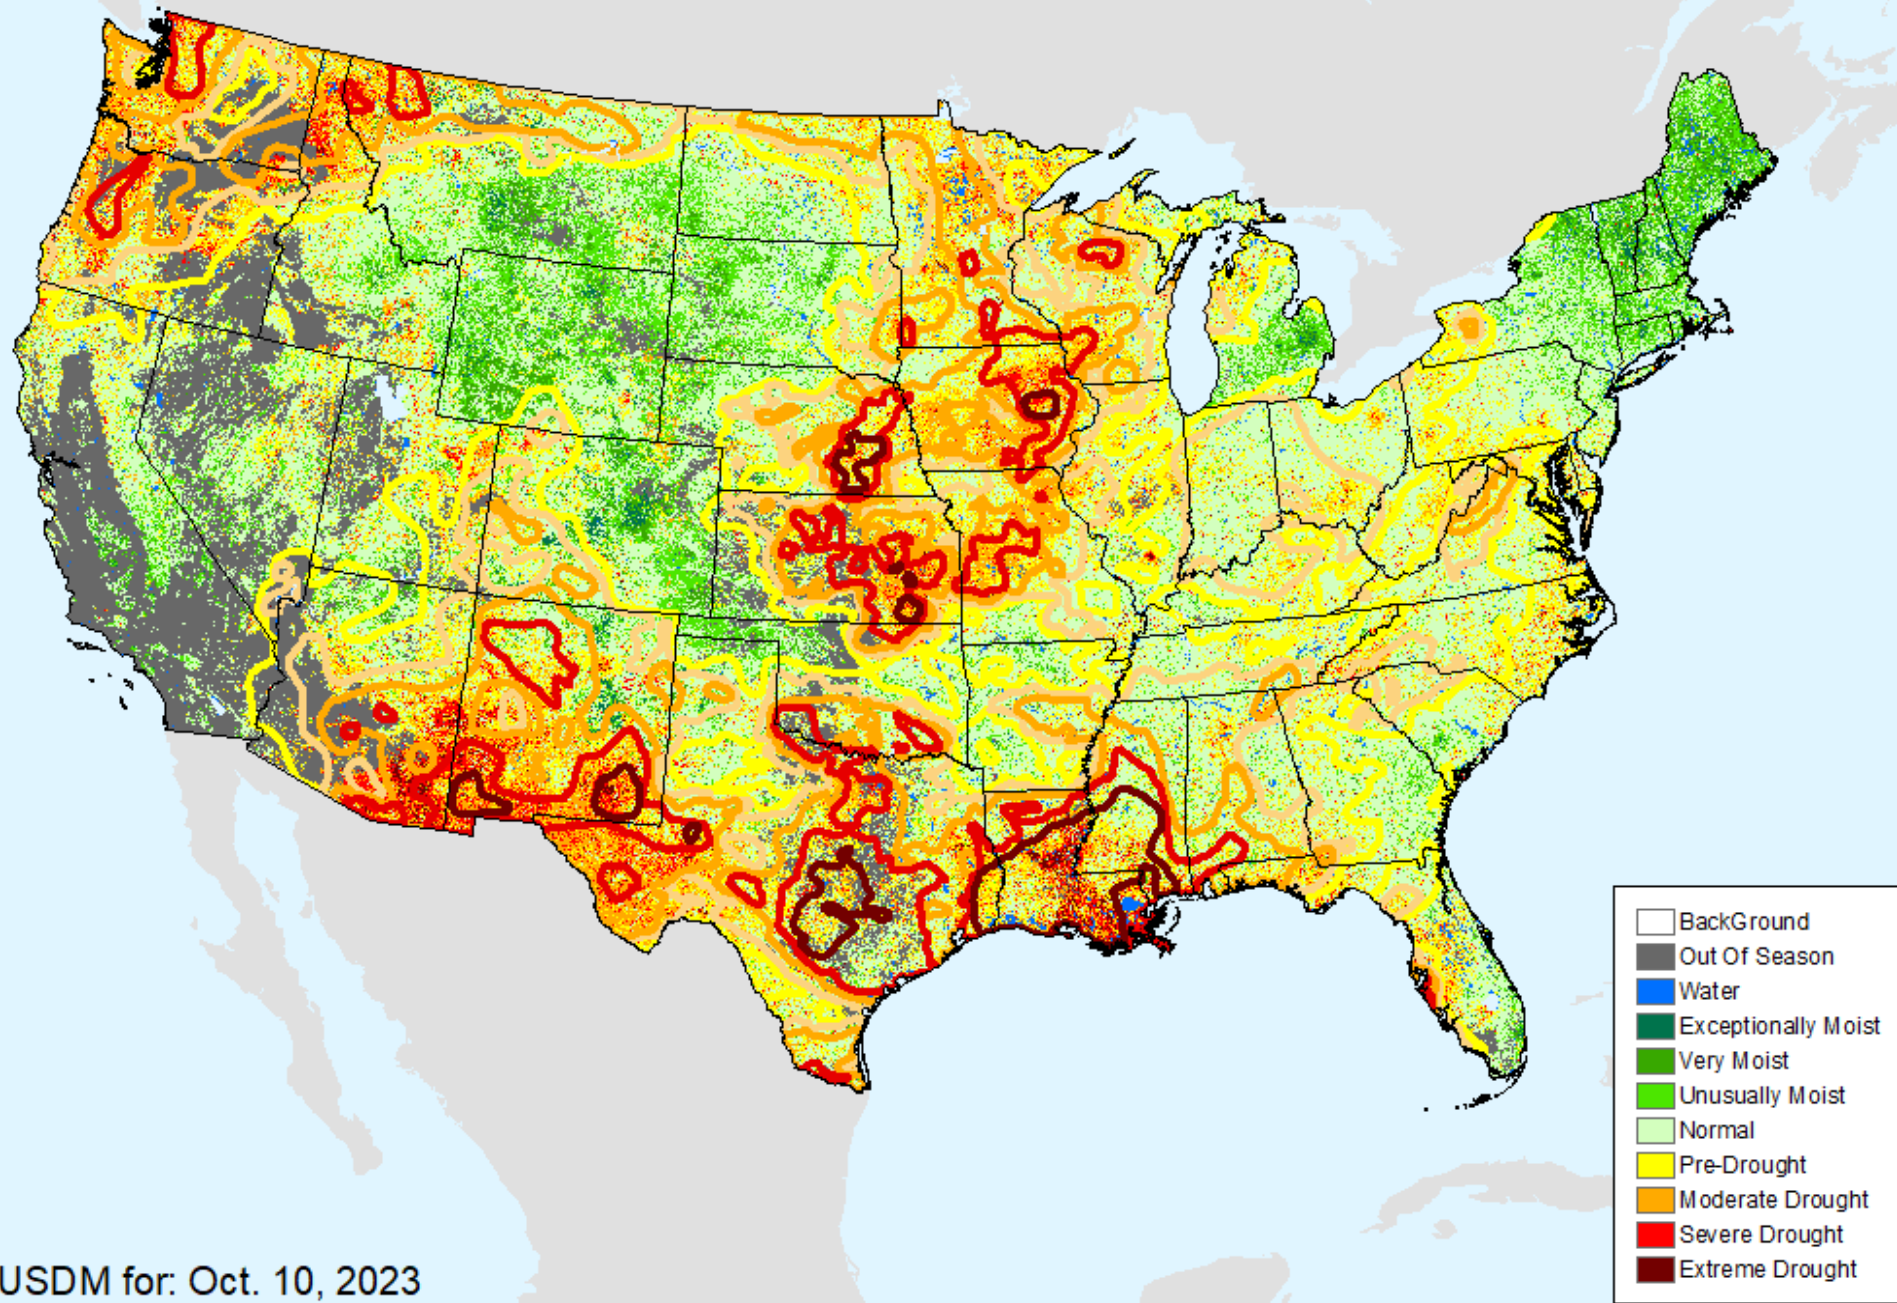 BackGround
Out Of Season
Water
Exceptionally Moist
Very Moist
Unusually Moist
Normal
Pre-Drought
Moderate Drought
Severe Drought
Extreme Drought
USDM for: Oct. 10, 2023